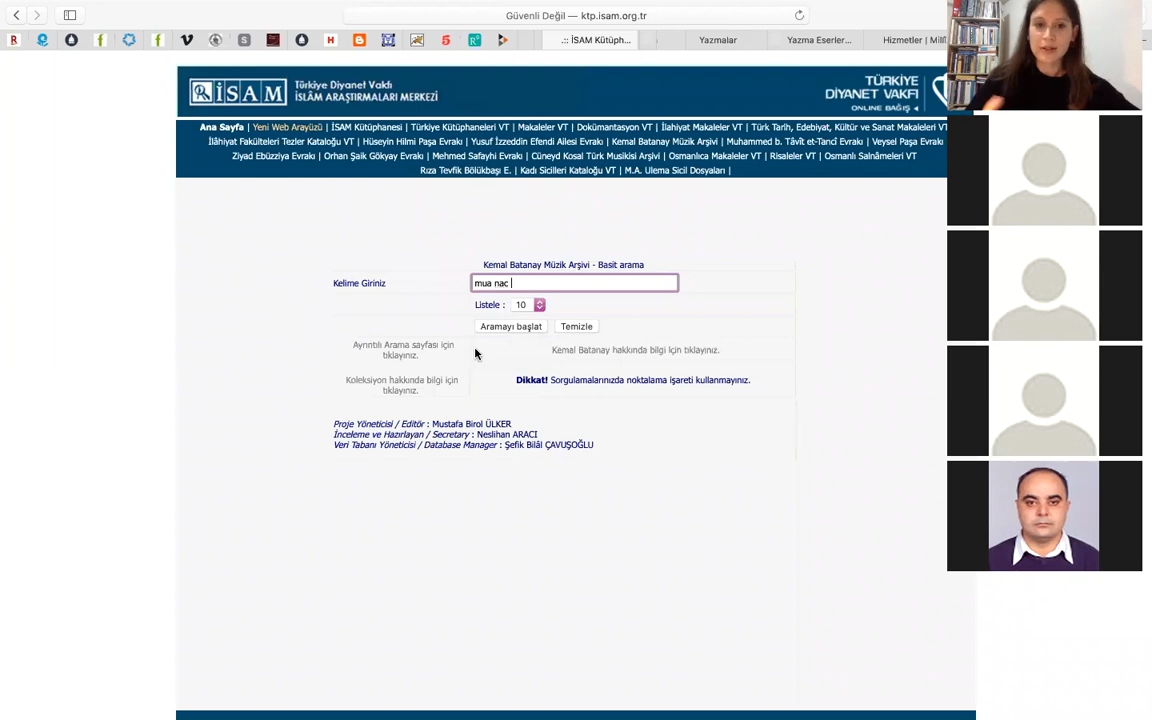 Güvenli Değil — ktp.isam.org.tr
.:: İSAM Kütüph...
Yazmalar
Yazma Eserler...
Hizmetler | Millî
İSAM
Türkiye Diyanet Vakfı
İSLÂM ARAŞTIRMALARI MERKEZİ
TÜRKİYE
DİYANET VAKFI
ONLINE BAĞIŞ
Ana Sayfa | Yeni Web Arayüzü | İSAM Kütüphanesi | Türkiye Kütüphaneleri VT | Makaleler VT | Dokümantasyon VT | İlahiyat Makaleler VT | Türk Tarih, Edebiyat, Kültür ve Sanat Makaleleri VT
İlâhiyat Fakülteleri Tezler Kataloğu VT | Hüseyin Hilmi Paşa Evrakı | Yusuf İzzeddin Efendi Ailesi Evrakı | Kemal Batanay Müzik Arşivi | Muhammed b. Tâvît et-Tancî Evrakı | Veysel Paşa Evrakı
Ziyad Ebüzziya Evrakı | Orhan Şaik Gökyay Evrakı | Mehmed Safayhi Evrakı | Cüneyd Kosal Türk Musikisi Arşivi | Osmanlıca Makaleler VT | Risaleler VT | Osmanlı Salnâmeleri VT
Rıza Tevfik Bölükbaşı E. | Kadı Sicilleri Kataloğu VT | M.A. Ulema Sicil Dosyaları |
Kemal Batanay Müzik Arşivi - Basit arama
Kelime Giriniz
mua nac
Listele : 10
Aramayı başlat
Temizle
Ayrıntılı Arama sayfası için
tıklayınız.
Kemal Batanay hakkında bilgi için tıklayınız.
Koleksiyon hakkında bilgi için
tıklayınız.
Dikkat! Sorgulamalarınızda noktalama işareti kullanmayınız.
Proje Yöneticisi / Editör : Mustafa Birol ÜLKER
İnceleme ve Hazırlayan / Secretary : Neslihan ARACI
Veri Tabanı Yöneticisi / Database Manager : Şefik Bilâl ÇAVUŞOĞLU